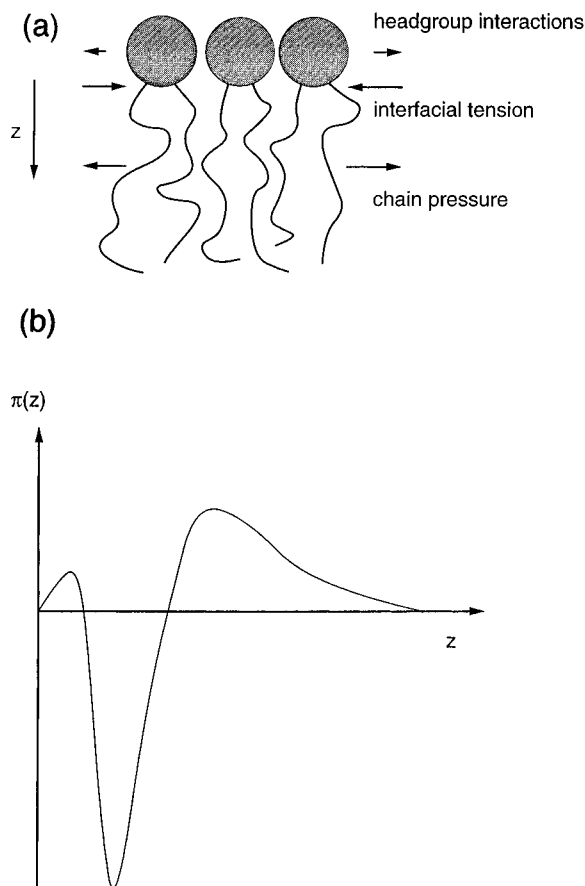 (a)
headgroup interactions
interfacial tension
z
chain pressure
(b)
π(z)
z